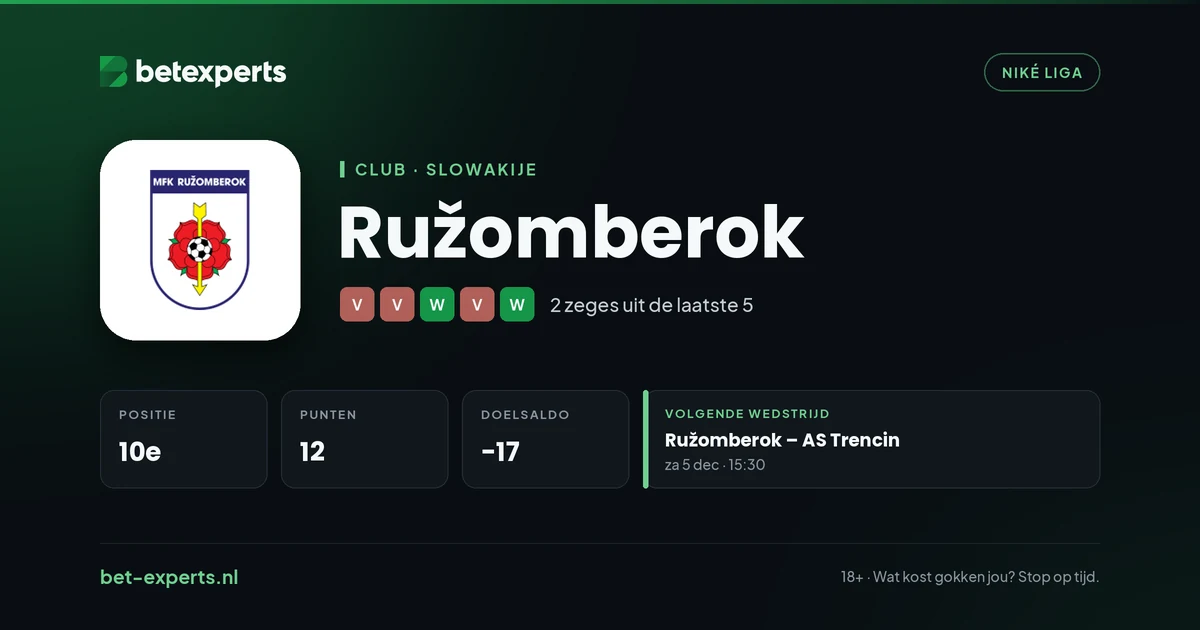 betexperts
NIKÉ LIGA
MFK RUŽOMBEROK
CLUB · SLOWAKIJE
Ružomberok
V V W V W 2 zeges uit de laatste 5
POSITIE
10e
PUNTEN
12
DOELSALDO
-17
VOLGENDE WEDSTRIJD
Ružomberok – AS Trencin
za 5 dec · 15:30
bet-experts.nl
18+ · Wat kost gokken jou? Stop op tijd.